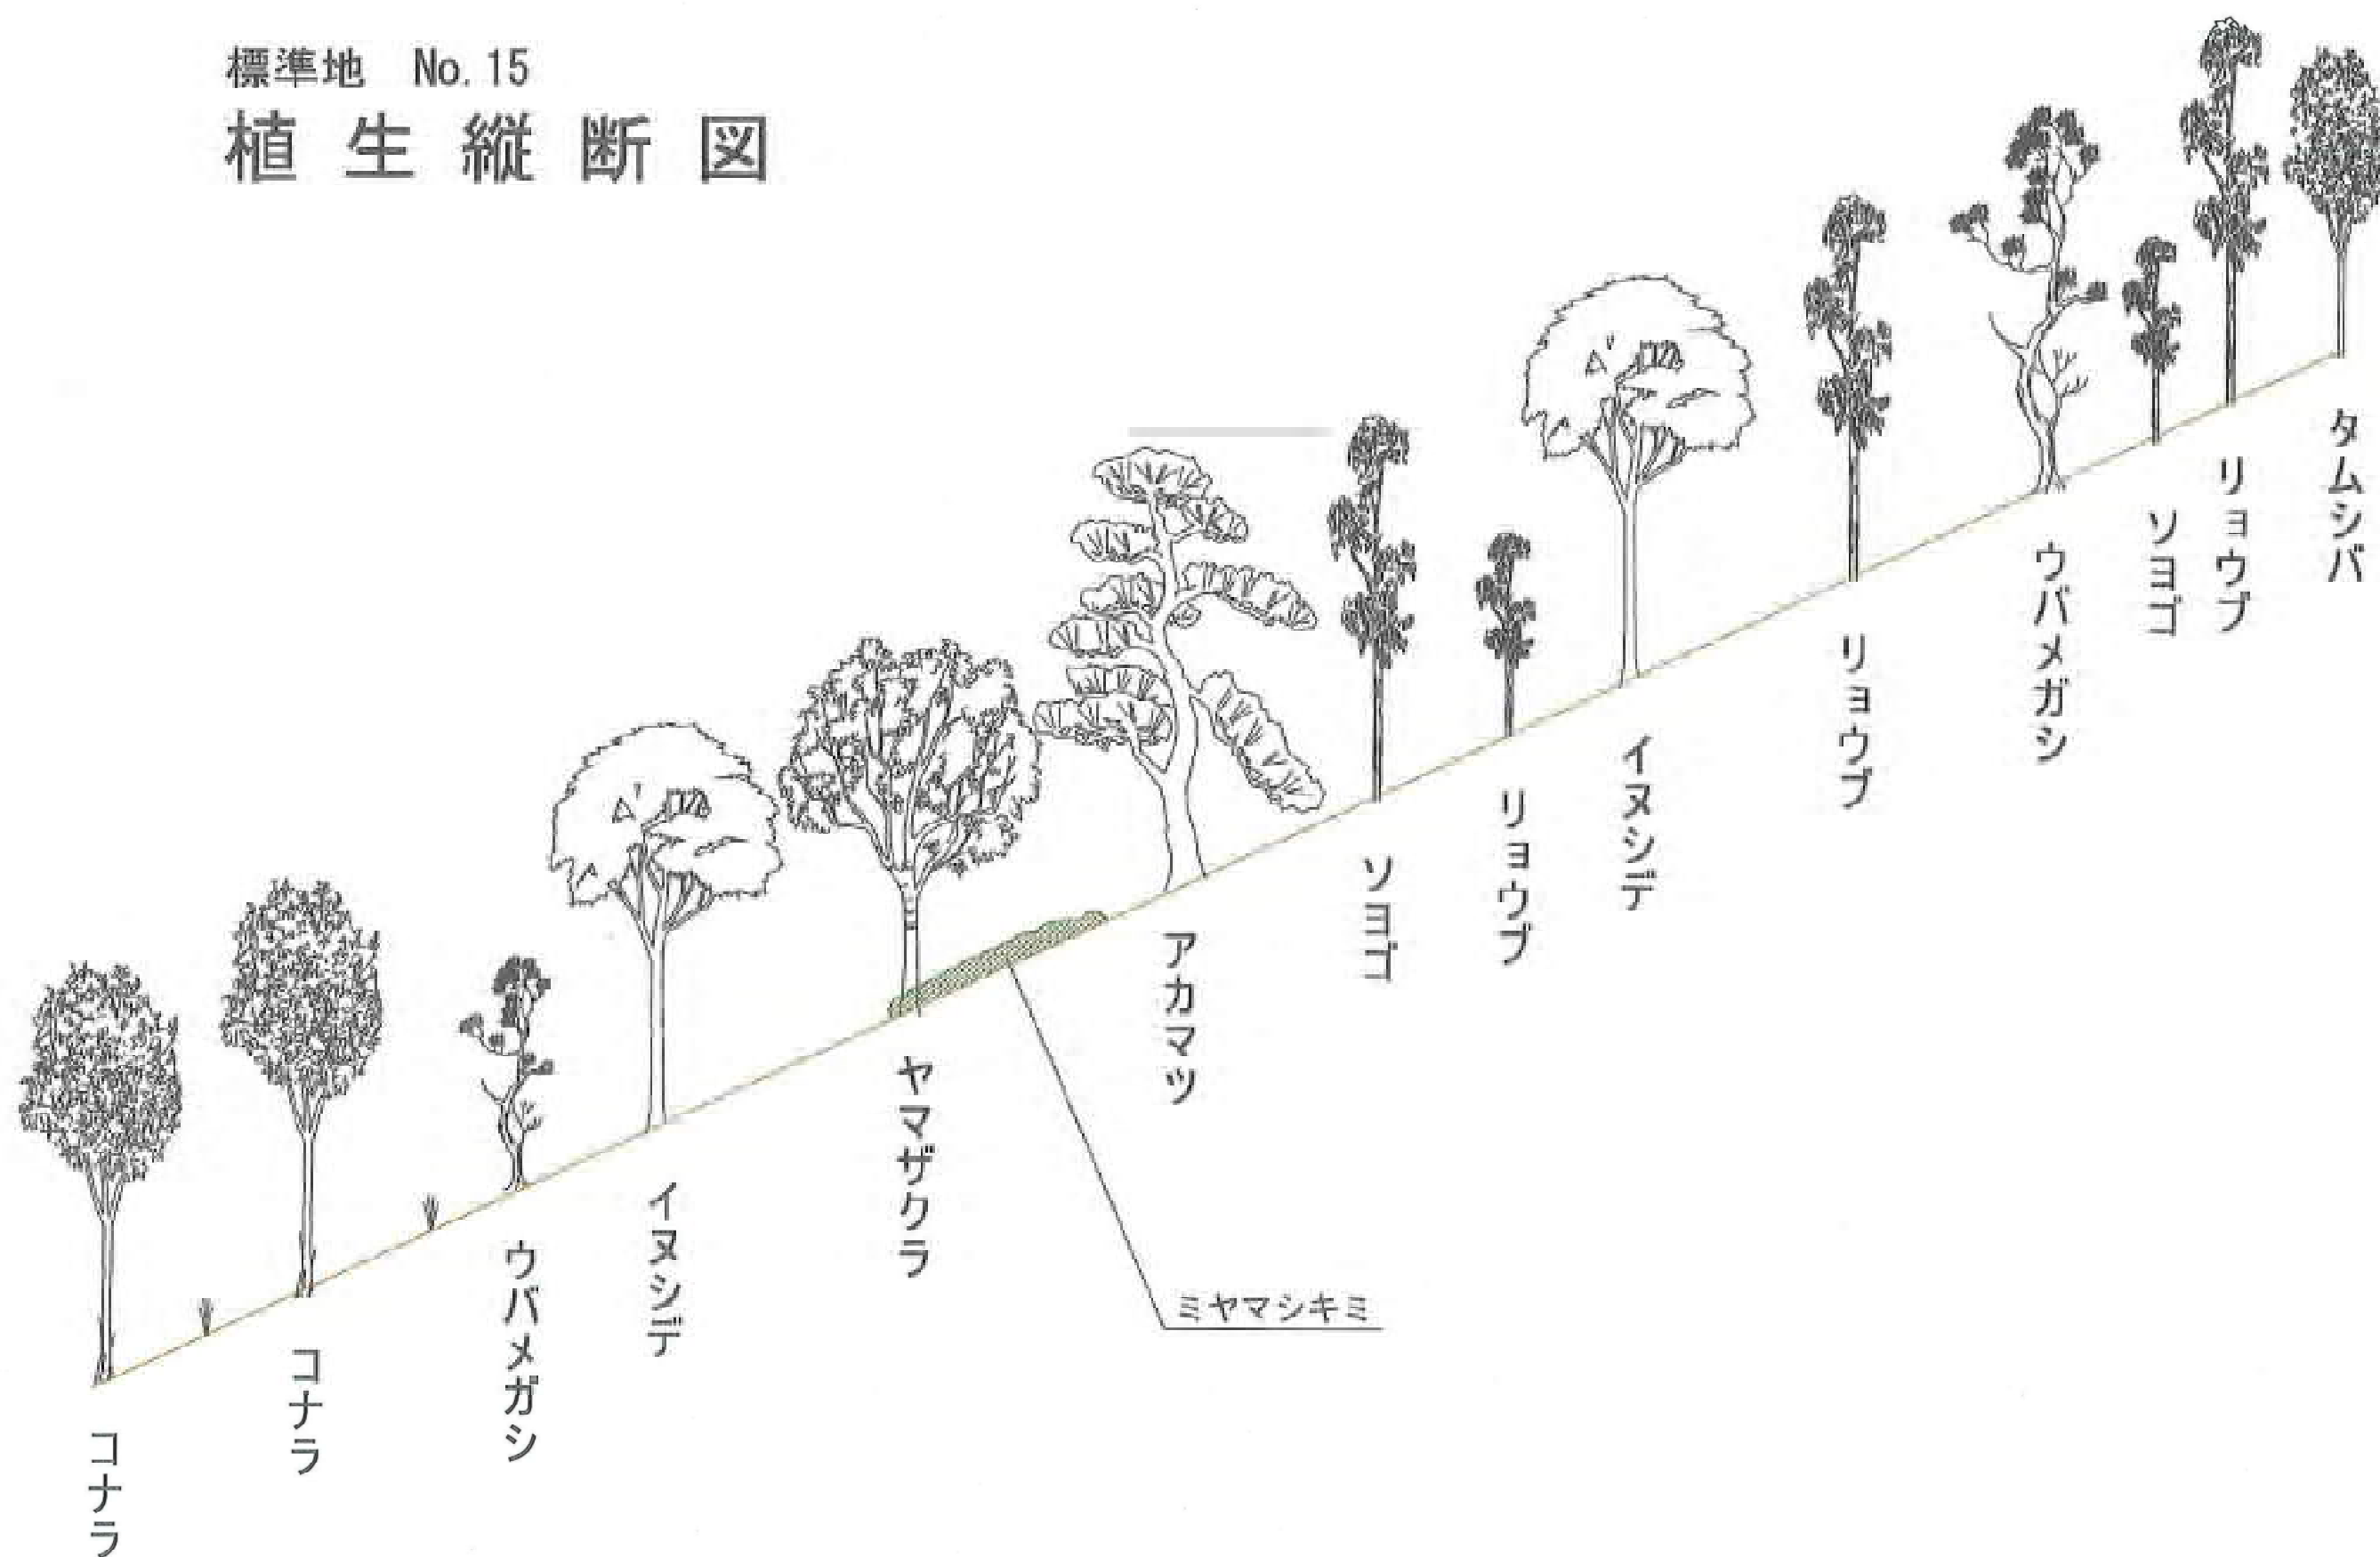 標準地 No.15
植生縦断図
コナラ
コナラ
ウバメガシ
イヌシデ
ヤマザクラ
ミヤマシキミ
アカマツ
ソヨゴ
リョウブ
イヌシデ
リョウブ
ウバメガシ
ソヨゴ
リョウブ
タムシバ